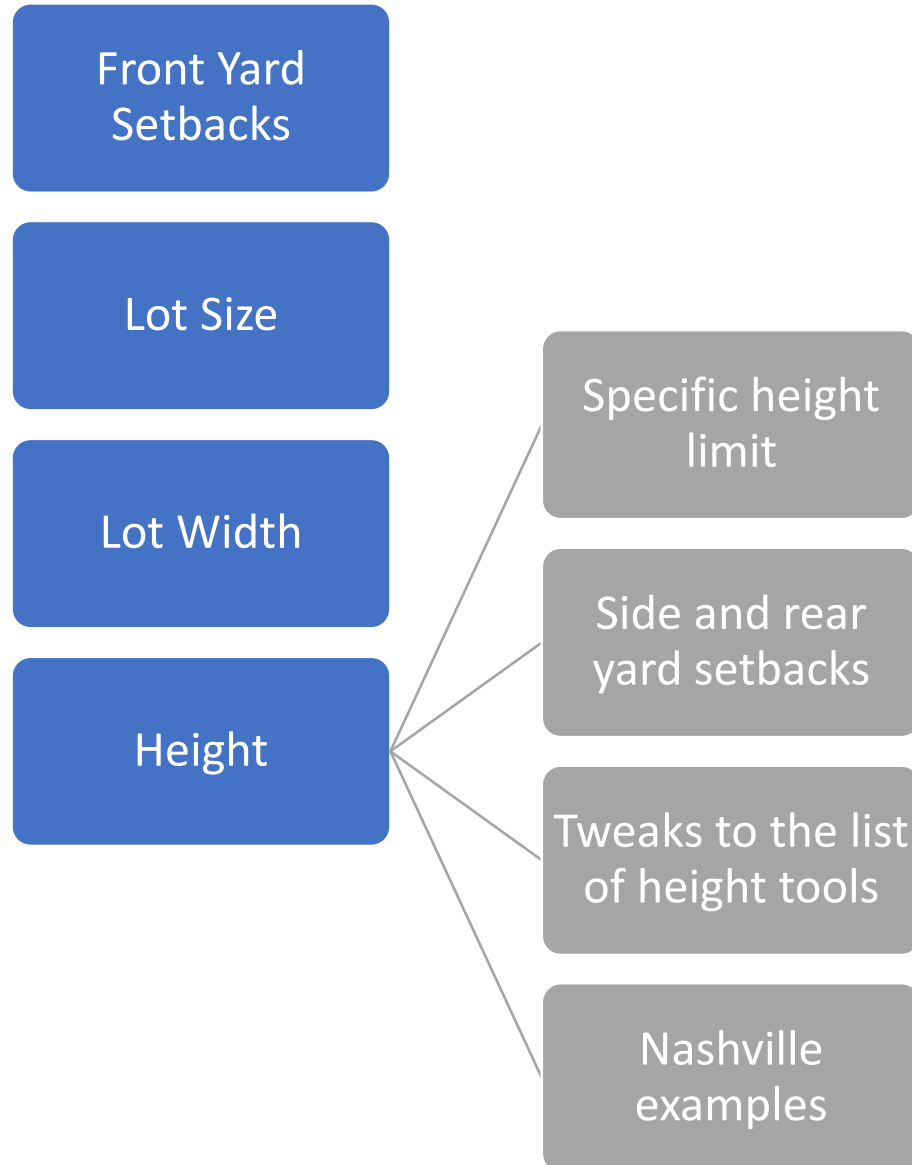 Front Yard
Setbacks
Lot Size
Lot Width
Height
Specific height
limit
Side and rear
yard setbacks
Tweaks to the list
of height tools
Nashville
examples